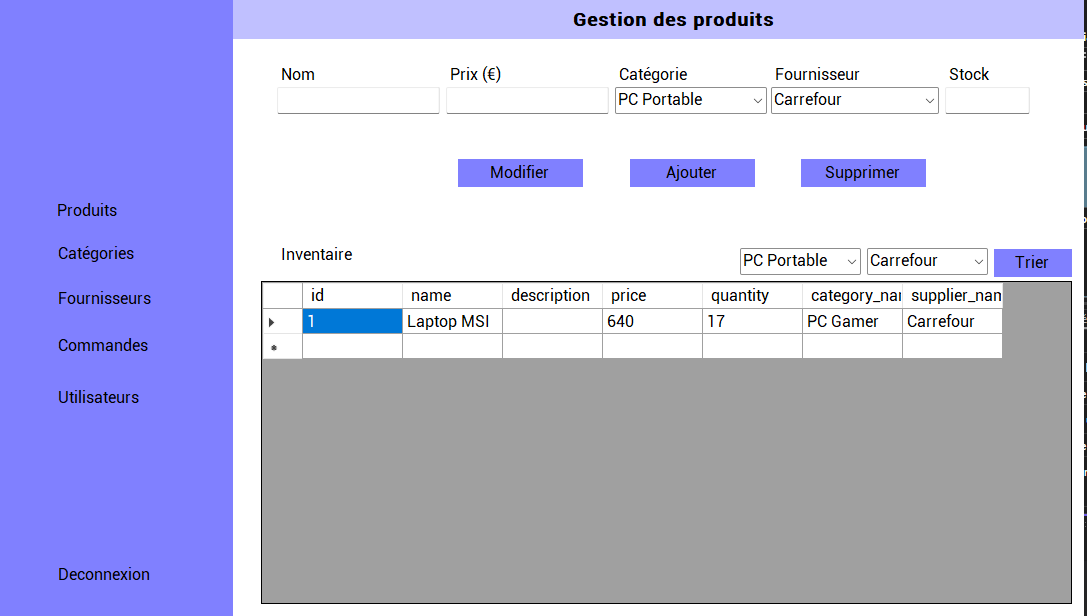 Gestion des produits
Nom Prix (€) Catégorie Fournisseur Stock
PC Portable Carrefour
Modifier Ajouter Supprimer
Produits
Catégories
Fournisseurs
Commandes
Utilisateurs
Deconnexion
Inventaire PC Portable Carrefour Trier
id name description price quantity category_nar supplier_nan
1 Laptop MSI 640 17 PC Gamer Carrefour